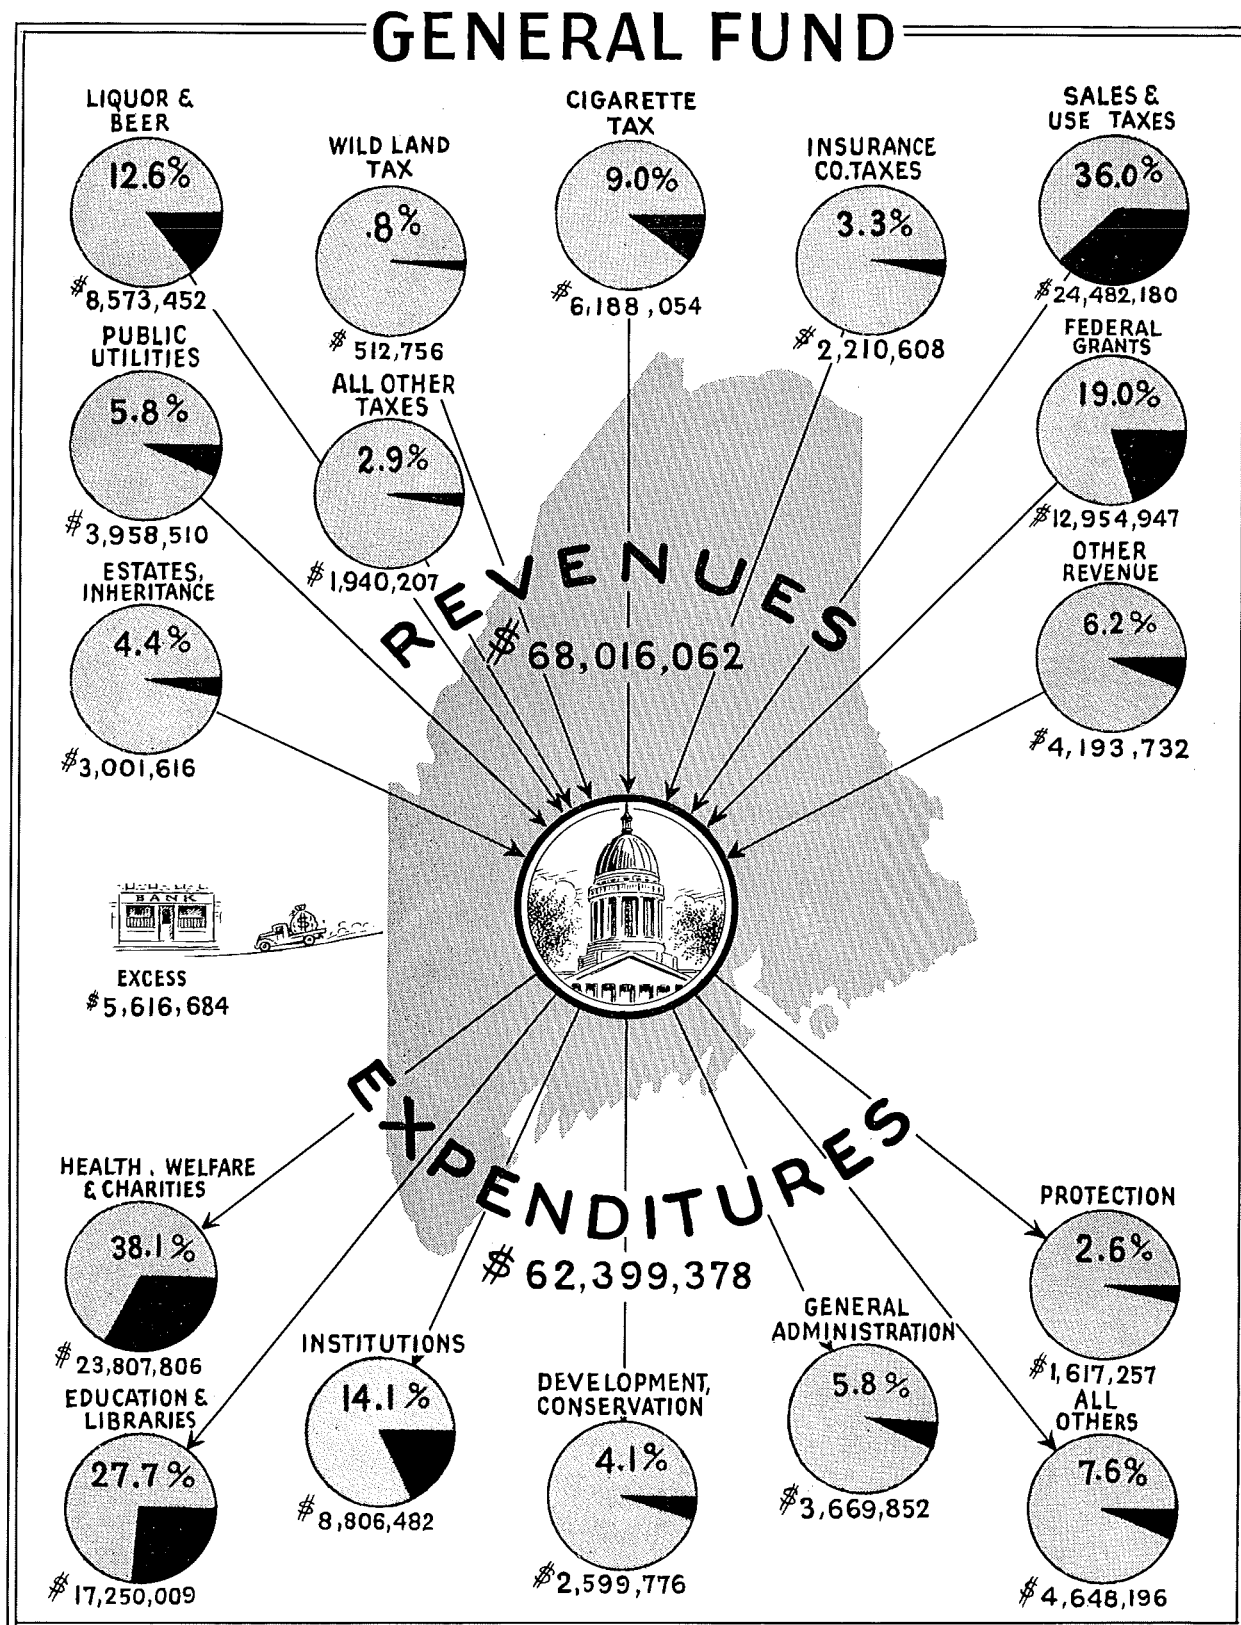 GENERAL FUND
LIQUOR &
BEER
12.6%
$8,573,452
WILD LAND
TAX
.8%
$512,756
CIGARETTE
TAX
9.0%
$6,188,054
INSURANCE
CO. TAXES
3.3%
$2,210,608
SALES &
USE TAXES
36.0%
$24,482,180
PUBLIC
UTILITIES
5.8%
$3,958,510
ALL OTHER
TAXES
2.9%
$1,940,207
FEDERAL
GRANTS
19.0%
$12,954,947
ESTATES,
INHERITANCE
4.4%
$3,001,616
OTHER
REVENUE
6.2%
$4,193,732
REVENUES
$68,016,062
BANK
$
EXCESS
$5,616,684
EXPENDITURES
$62,399,378
HEALTH, WELFARE
& CHARITIES
38.1%
$23,807,806
EDUCATION &
LIBRARIES
27.7%
$17,250,009
INSTITUTIONS
14.1%
$8,806,482
DEVELOPMENT,
CONSERVATION
4.1%
$2,599,776
GENERAL
ADMINISTRATION
5.8%
$3,669,852
PROTECTION
2.6%
$1,617,257
ALL
OTHERS
7.6%
$4,648,196